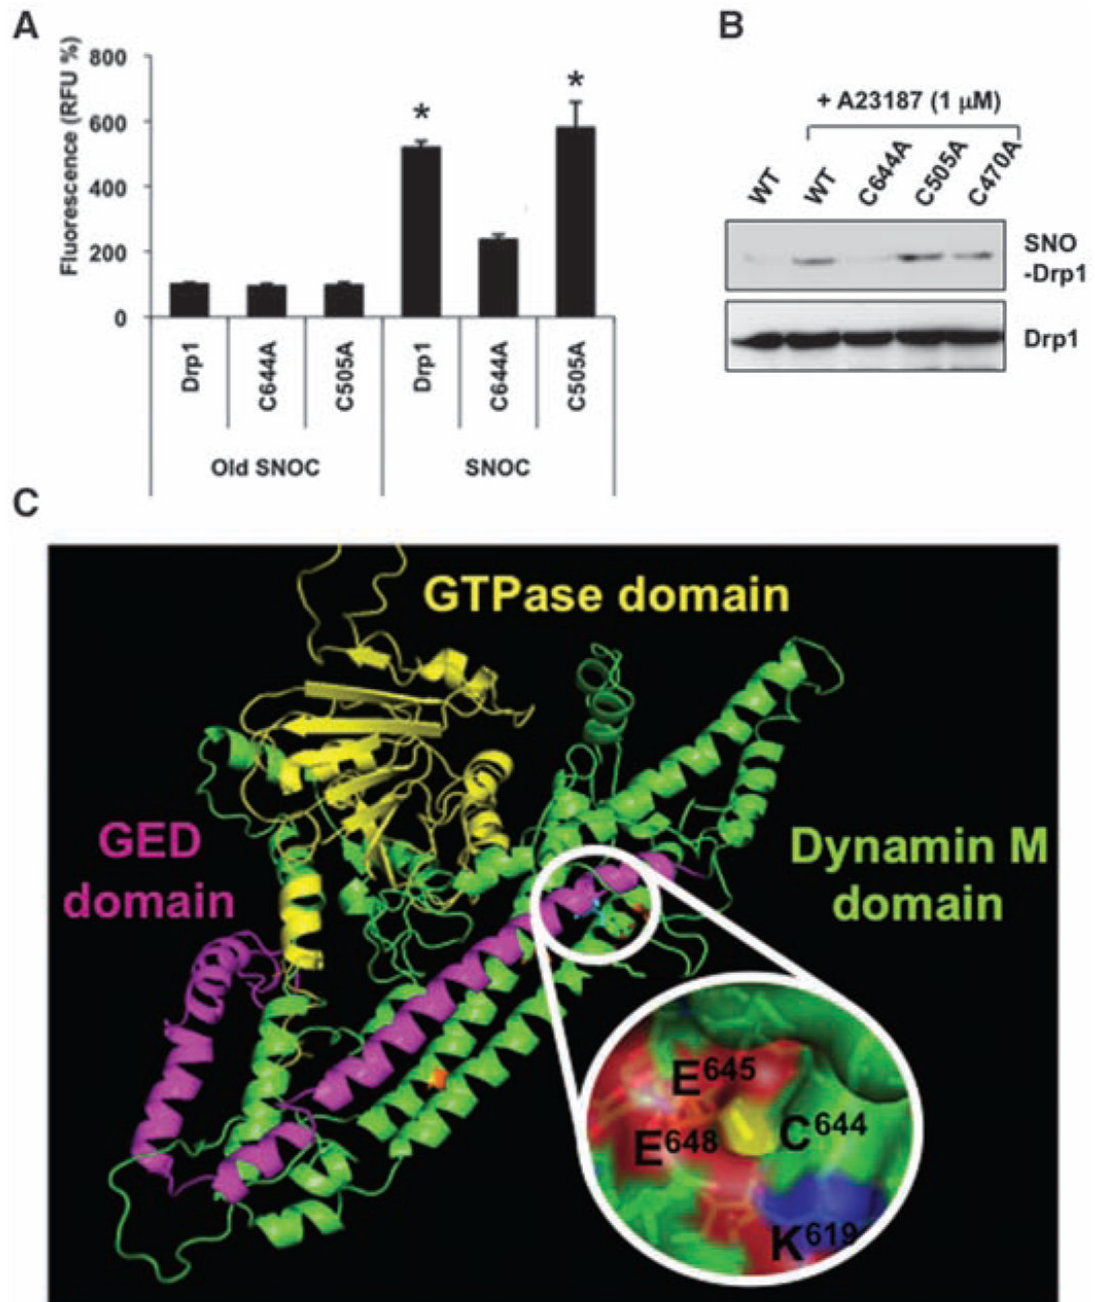 A
Fluorescence (RFU %)
800
600
400
200
0
*
*
Drp1
C644A
C505A
Drp1
C644A
C505A
Old SNOC
SNOC
B
+ A23187 (1 μM)
WT
WT
C644A
C505A
C470A
SNO
-Drp1
Drp1
C
GTPase domain
GED
domain
Dynamin M
domain
E645
E648
C644
K619